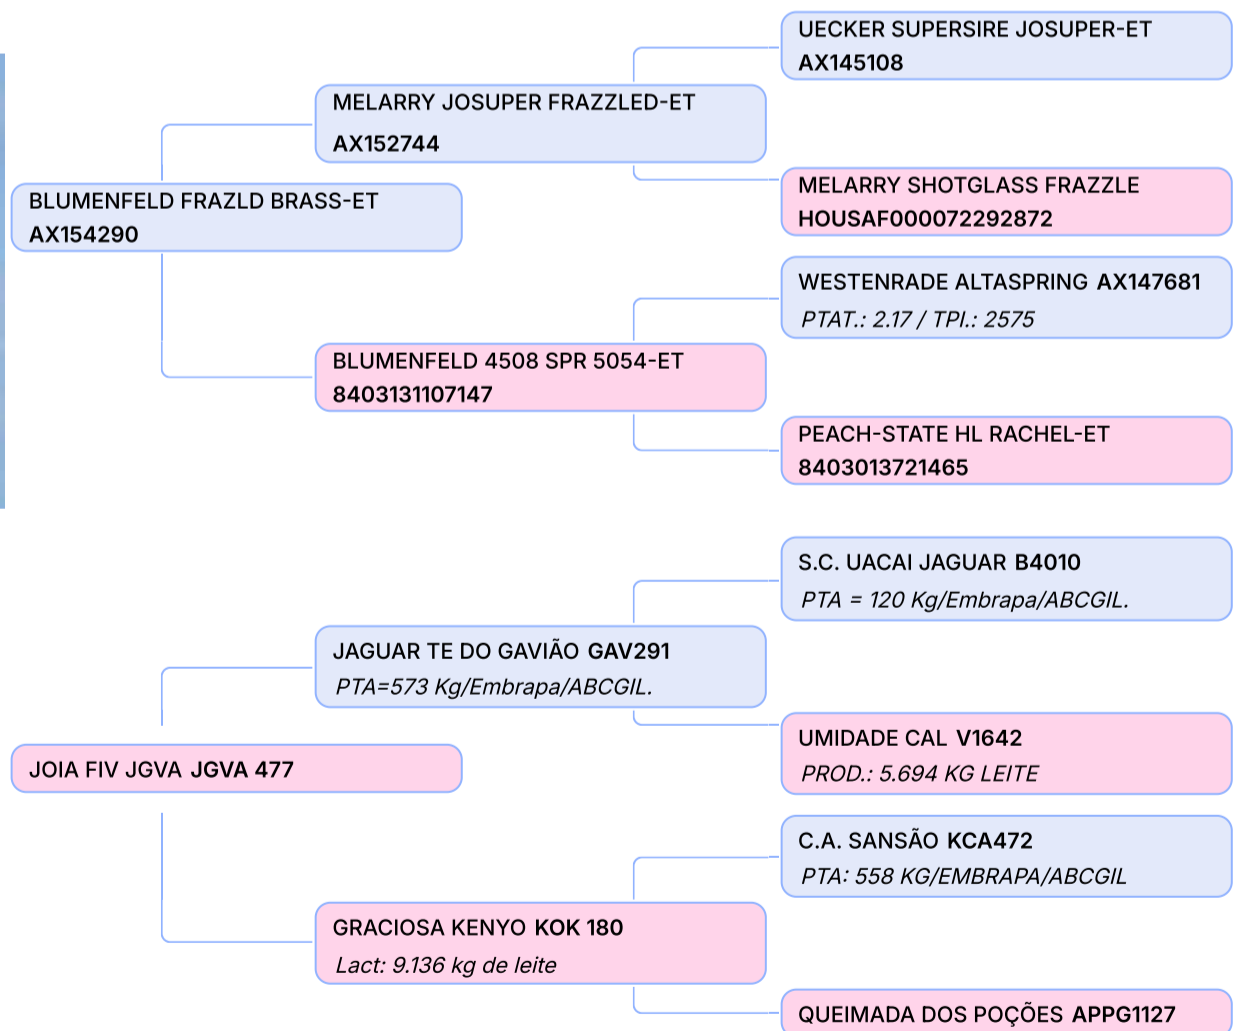 UECKER SUPERSIRE JOSUPER-ET
AX145108
MELARRY JOSUPER FRAZZLED-ET
AX152744
MELARRY SHOTGLASS FRAZZLE
HOUSAF000072292872
BLUMENFELD FRAZLD BRASS-ET
AX154290
WESTENRADE ALTASPRING AX147681
PTAT.: 2.17 / TPI.: 2575
BLUMENFELD 4508 SPR 5054-ET
8403131107147
PEACH-STATE HL RACHEL-ET
8403013721465
S.C. UACAI JAGUAR B4010
PTA = 120 Kg/Embrapa/ABCGIL.
JAGUAR TE DO GAVIÃO GAV291
PTA=573 Kg/Embrapa/ABCGIL.
UMIDADE CAL V1642
PROD.: 5.694 KG LEITE
JOIA FIV JGVA JGVA 477
C.A. SANSÃO KCA472
PTA: 558 KG/EMBRAPA/ABCGIL
GRACIOSA KENYO KOK 180
Lact: 9.136 kg de leite
QUEIMADA DOS POÇÕES APPG1127